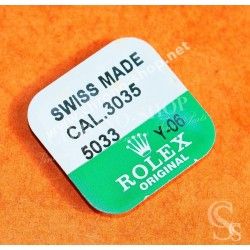 SWISS MADE
CAL.3035
5033 Y-06
ROLEX
ORIGINAL